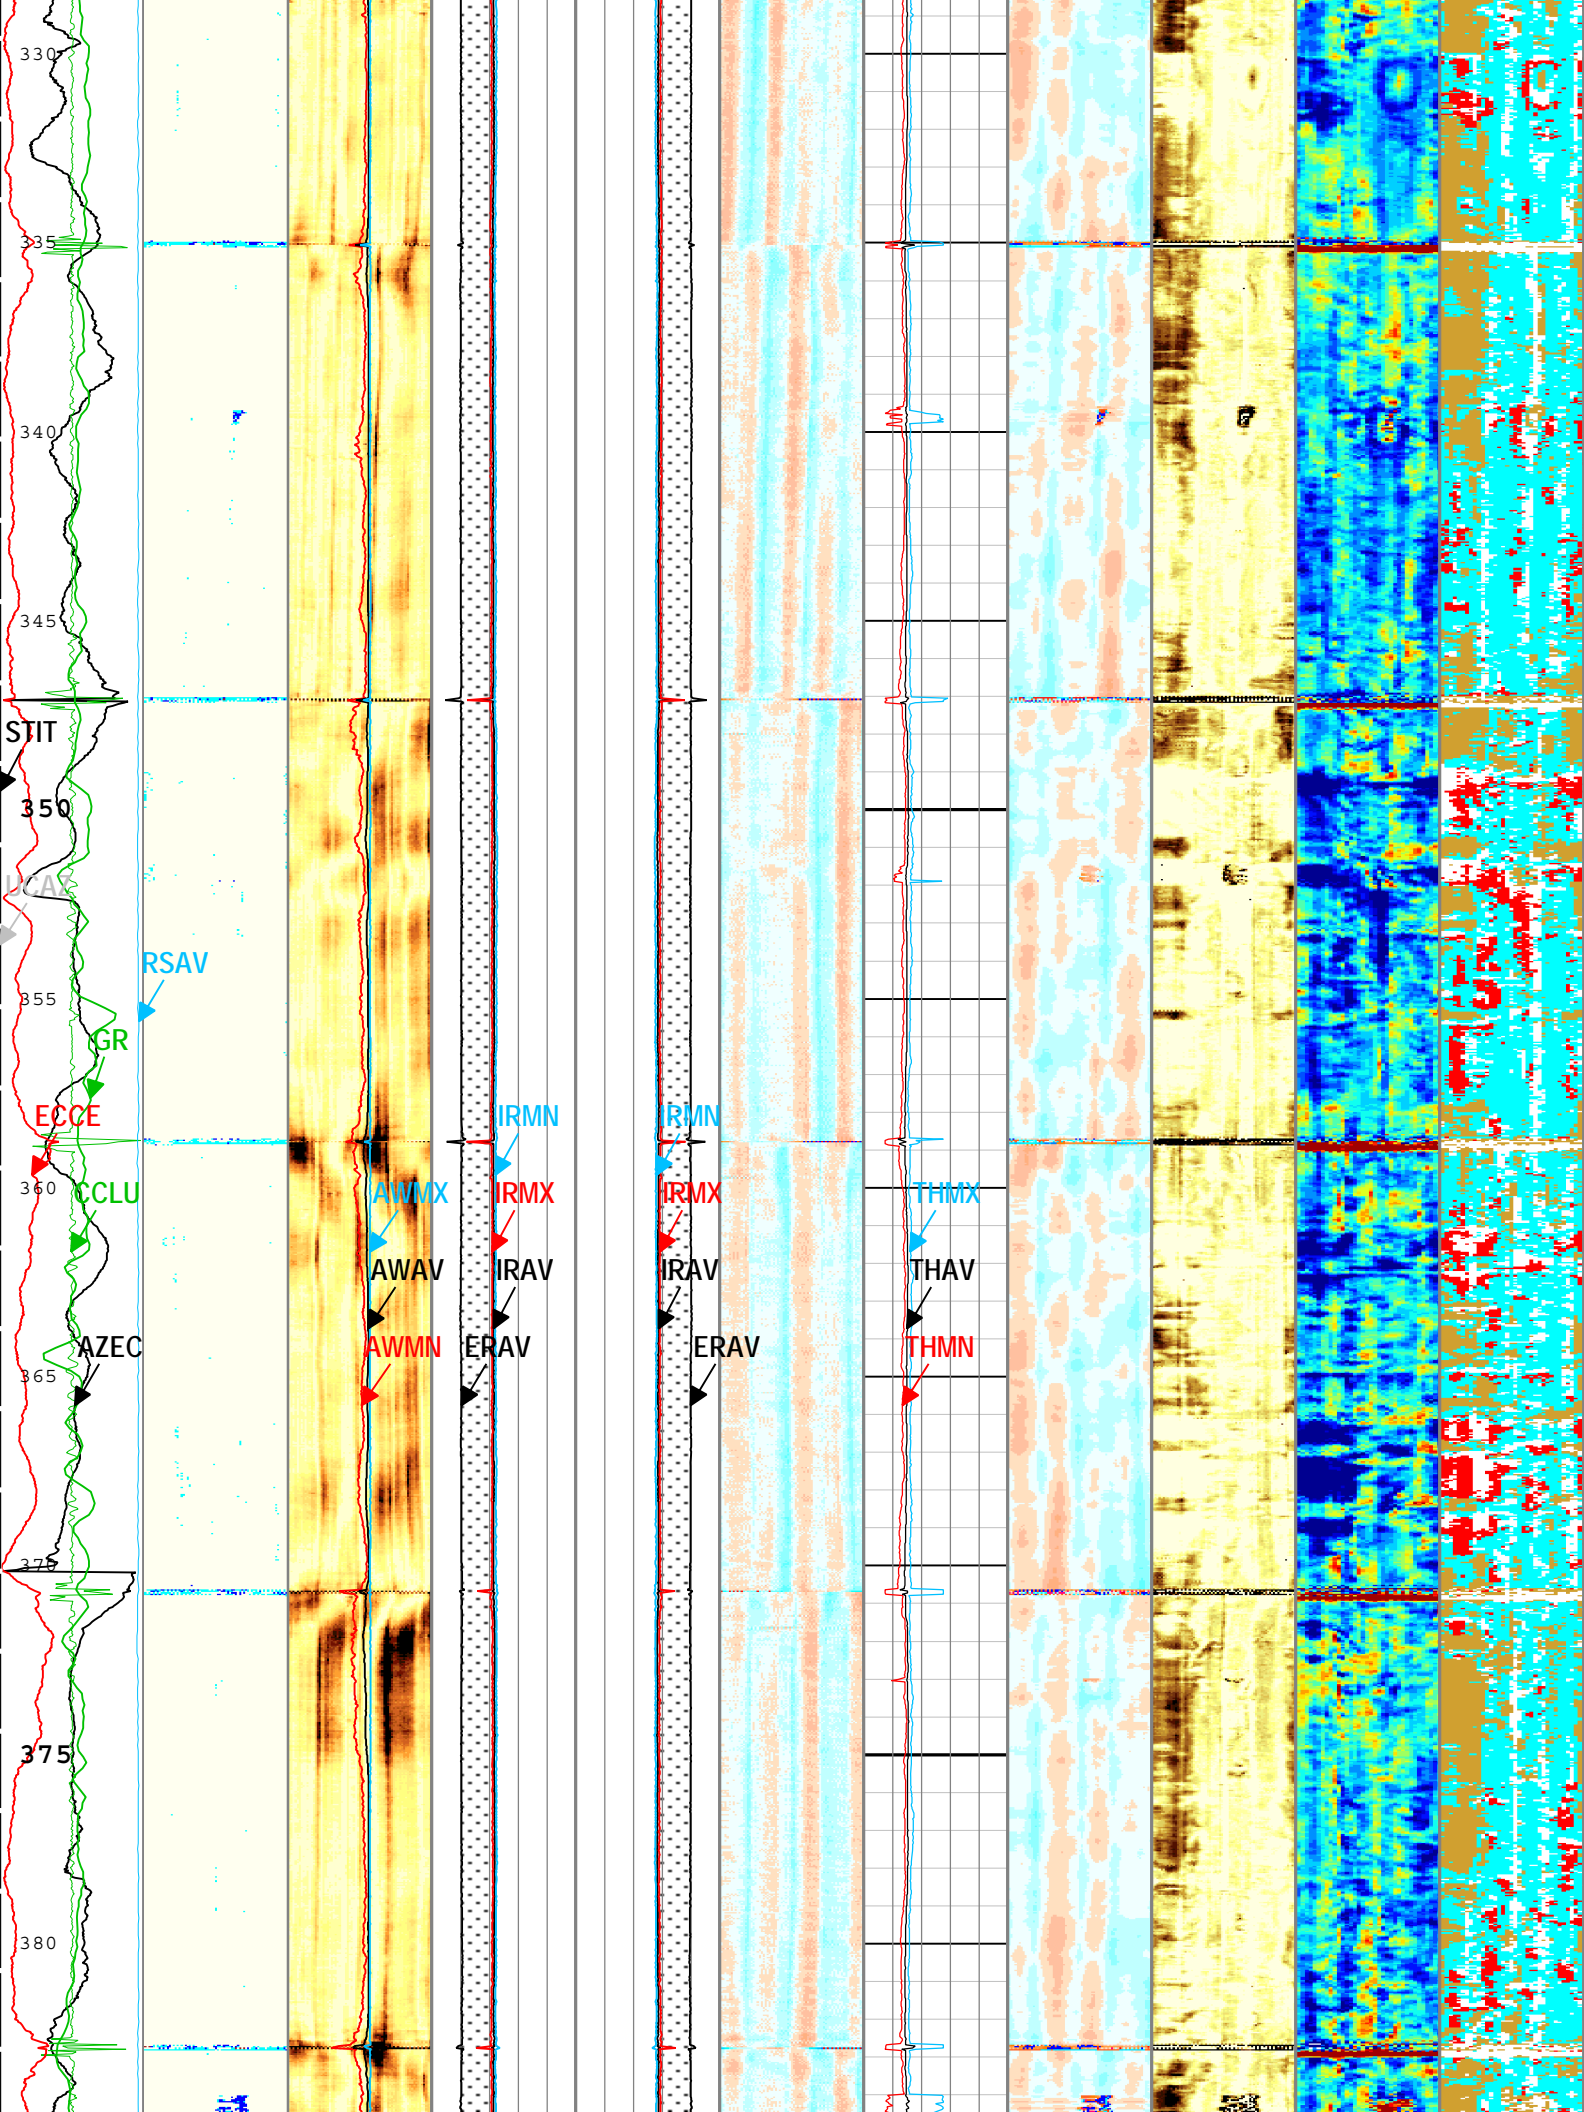 330
335
340
345
STIT
350
UCAZ
RSAV
355
GR
ECCE
IRMN
IRMN
360
CCLU
AWMX
IRMX
IRMX
THMX
AWAV
IRAV
IRAV
THAV
AZEC
AWMN
ERAV
ERAV
THMN
365
370
375
380